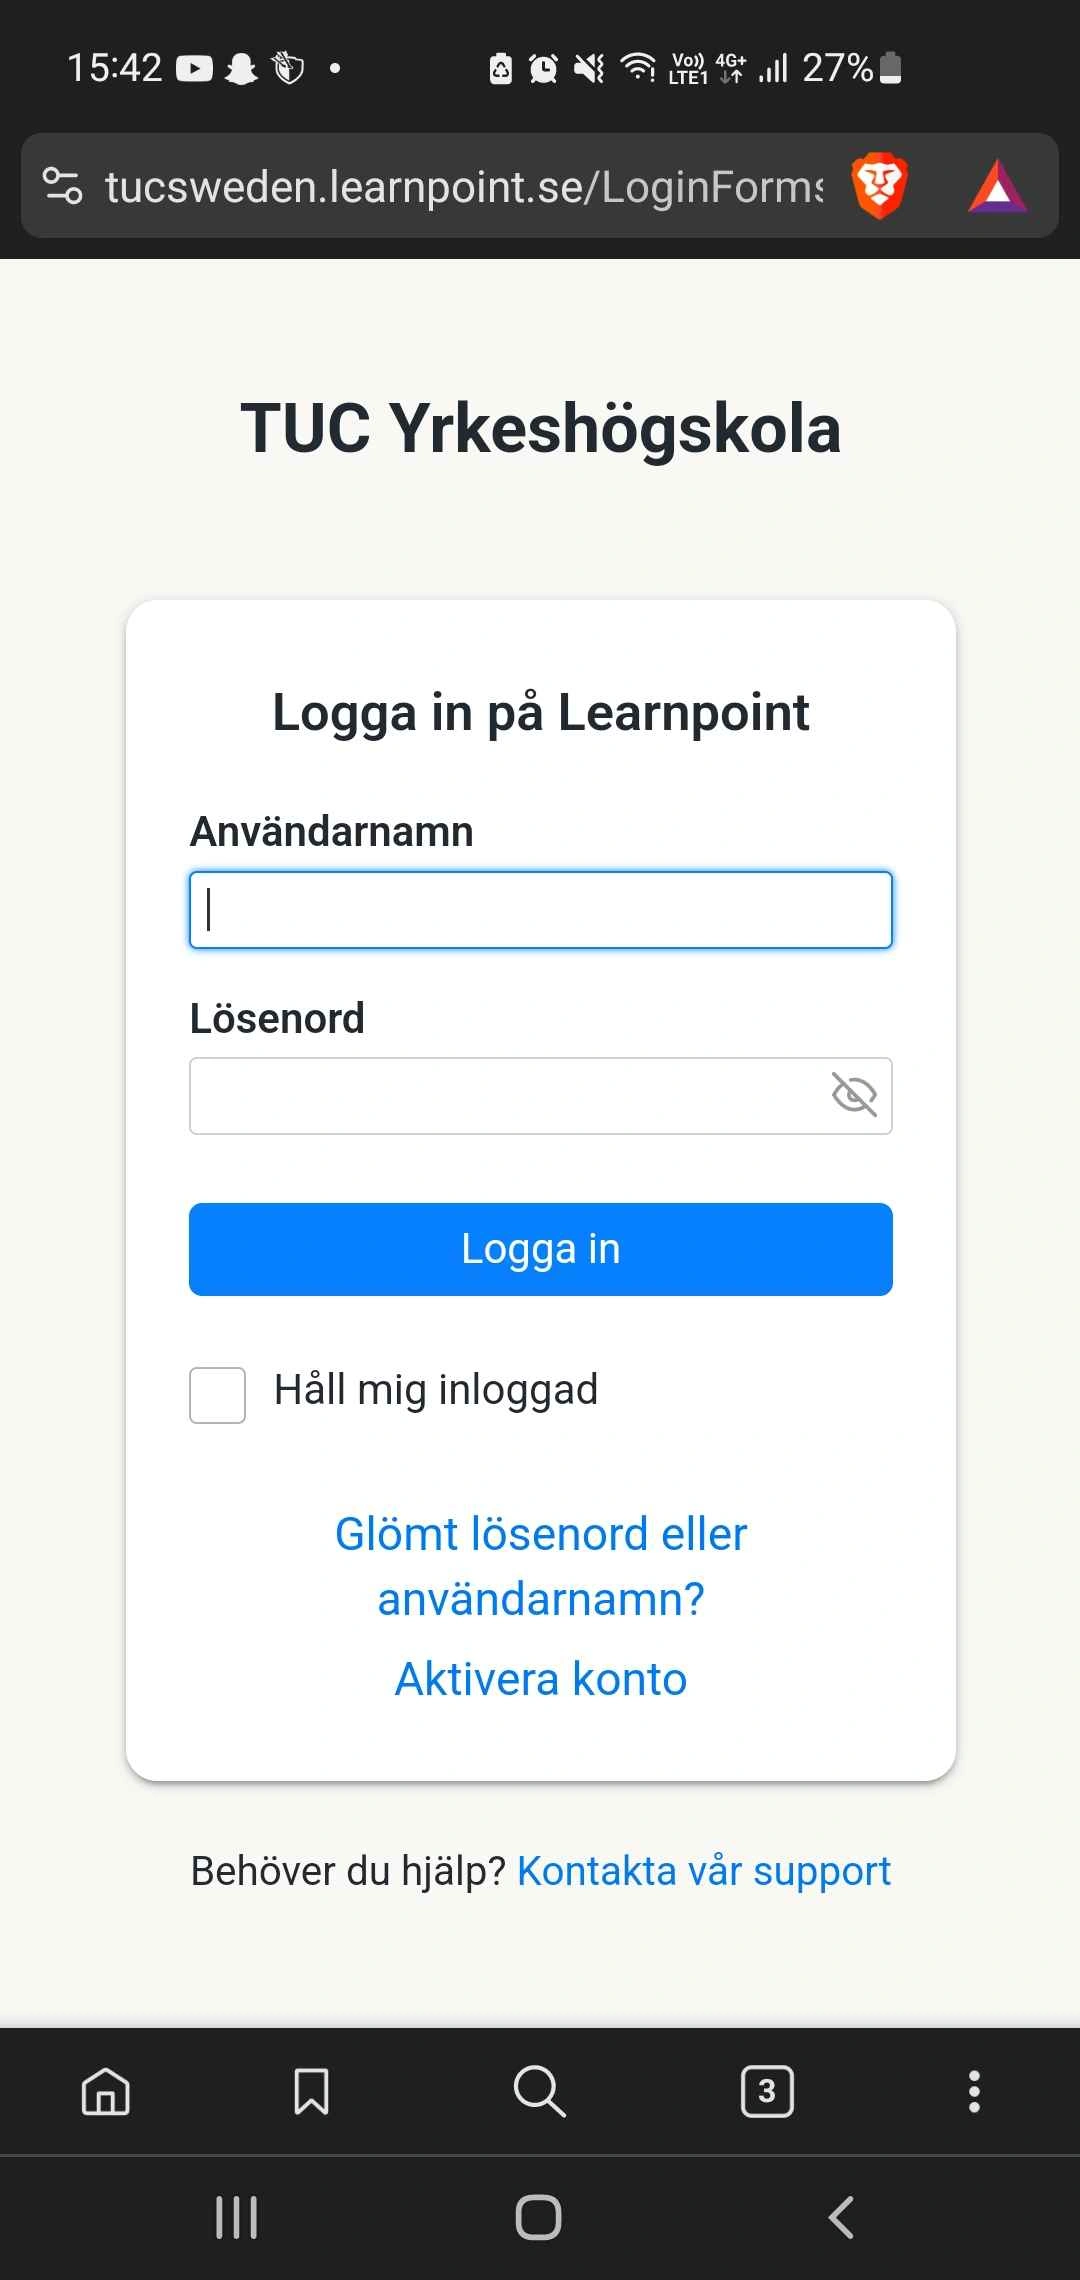 15:42
Vo)) LTE1 4G+ 27%
tucsweden.learnpoint.se/LoginForms
TUC Yrkeshögskola
Logga in på Learnpoint
Användarnamn
Lösenord
Logga in
Håll mig inloggad
Glömt lösenord eller
användarnamn?
Aktivera konto
Behöver du hjälp? Kontakta vår support
3